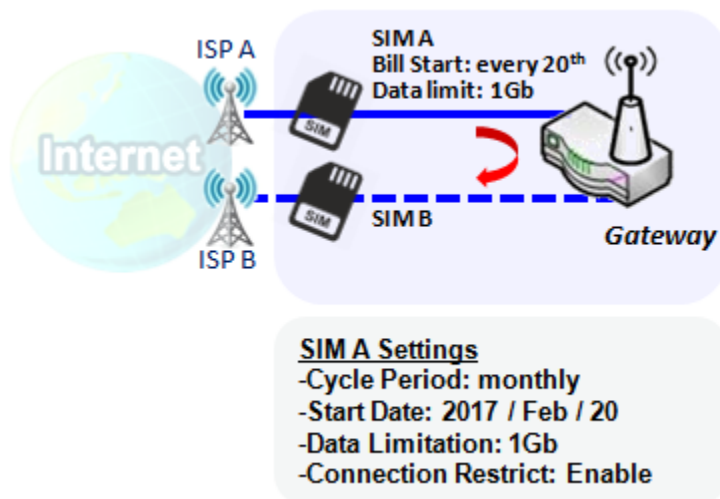 ISP A
SIM A
Bill Start: every 20th
Data limit: 1Gb
SIM
Internet
SIM
SIM B
Gateway
ISP B
SIM A Settings
-Cycle Period: monthly
-Start Date: 2017 / Feb / 20
-Data Limitation: 1Gb
-Connection Restrict: Enable